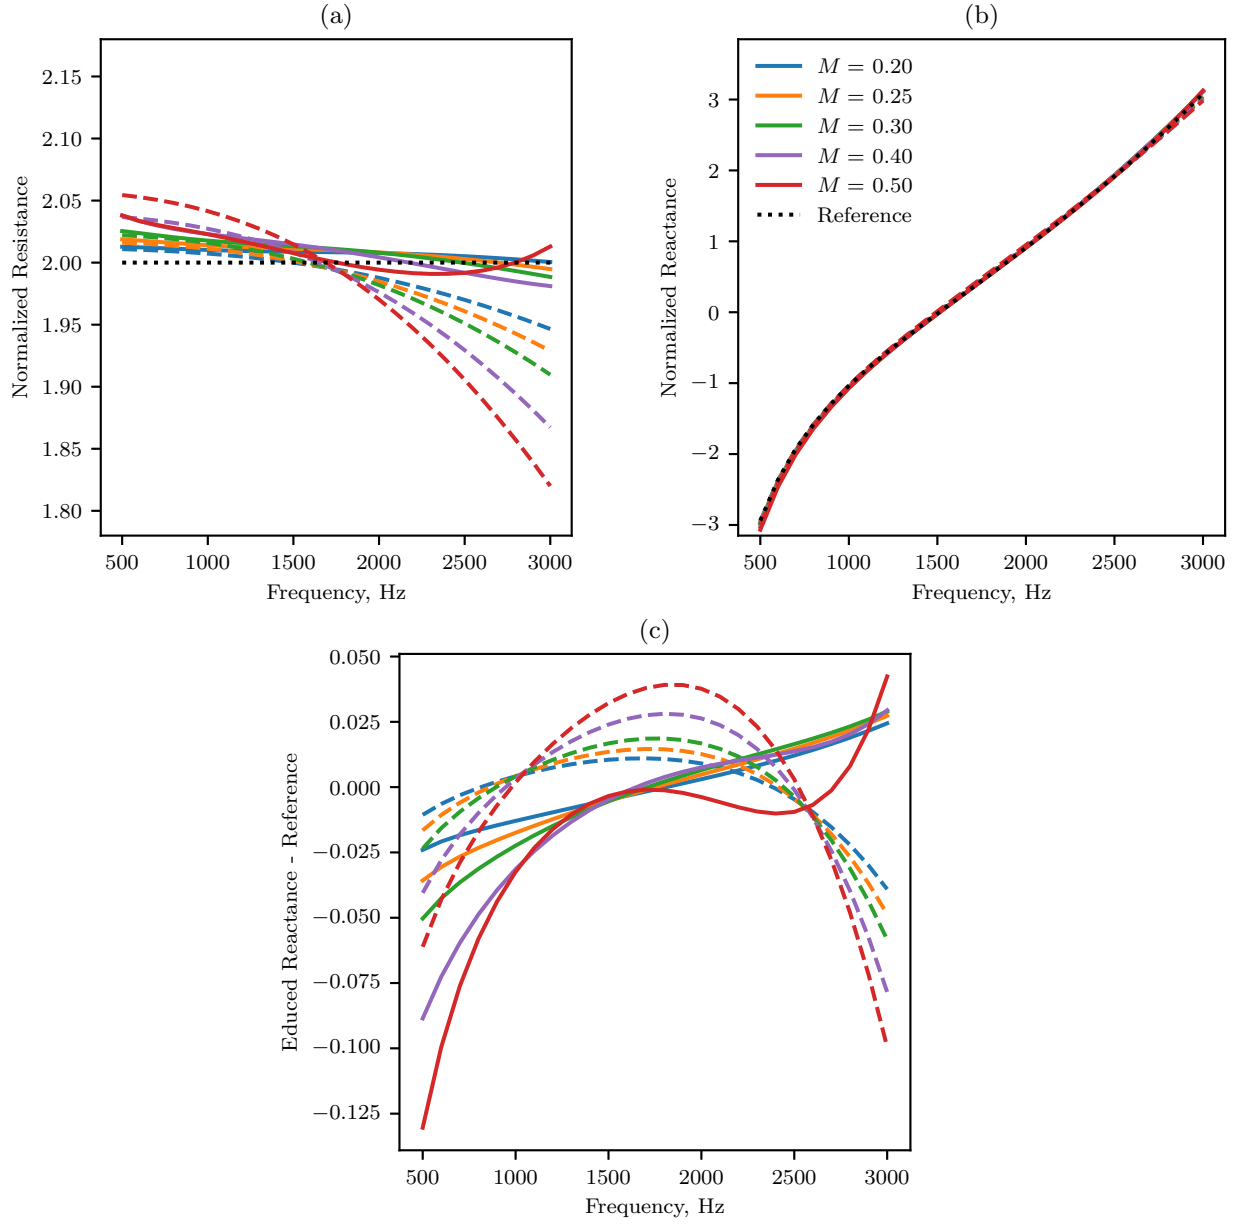 (a)
Normalized Resistance
2.15
2.10
2.05
2.00
1.95
1.90
1.85
1.80
500 1000 1500 2000 2500 3000
Frequency, Hz
(b)
Normalized Reactance
3
2
1
0
−1
−2
−3
M = 0.20
M = 0.25
M = 0.30
M = 0.40
M = 0.50
Reference
500 1000 1500 2000 2500 3000
Frequency, Hz
(c)
Educed Reactance - Reference
0.050
0.025
0.000
−0.025
−0.050
−0.075
−0.100
−0.125
500 1000 1500 2000 2500 3000
Frequency, Hz